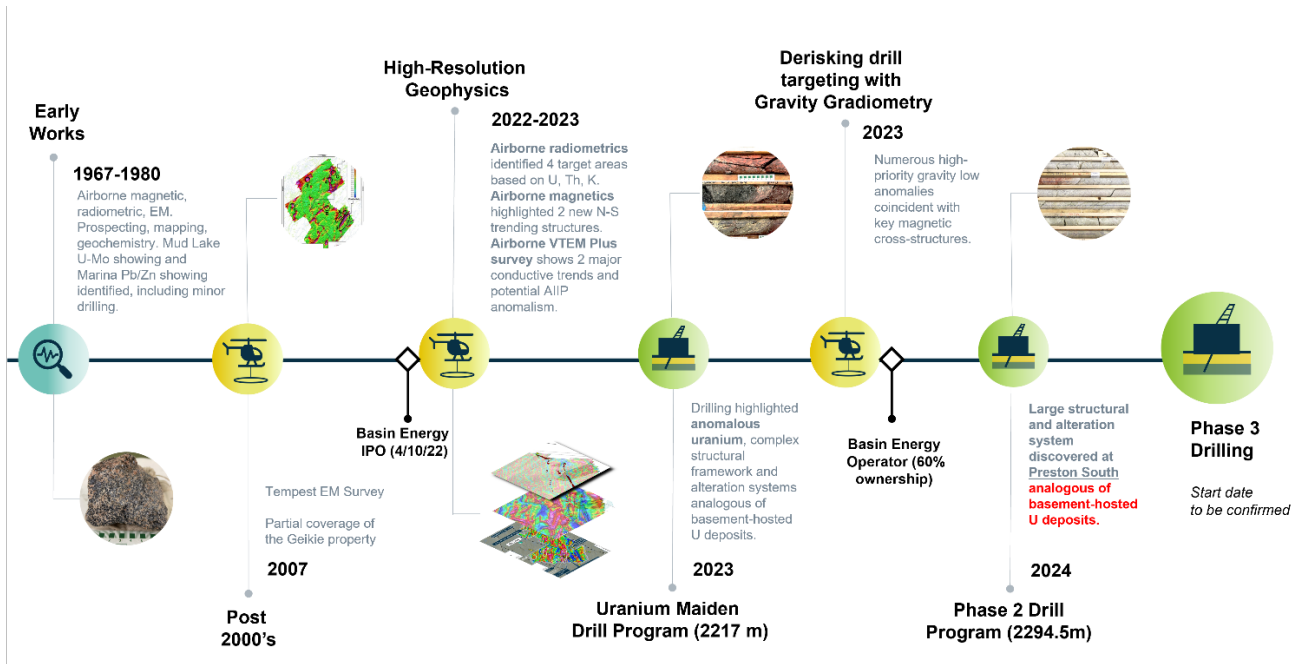 Early
Works
1967-1980
Airborne magnetic,
radiometric, EM.
Prospecting, mapping,
geochemistry. Mud Lake
U-Mo showing and
Marina Pb/Zn showing
identified, including minor
drilling.
Tempest EM Survey
Partial coverage of
the Geikie property
2007
Post
2000's
Basin Energy
IPO (4/10/22)
High-Resolution
Geophysics
2022-2023
Airborne radiometrics
identified 4 target areas
based on U, Th, K.
Airborne magnetics
highlighted 2 new N-S
trending structures.
Airborne VTEM Plus
survey shows 2 major
conductive trends and
potential AIIP
anomalism.
Drilling highlighted
anomalous
uranium, complex
structural
framework and
alteration systems
analogous of
basement-hosted
U deposits.
2023
Uranium Maiden
Drill Program (2217 m)
Derisking drill
targeting with
Gravity Gradiometry
2023
Numerous high-
priority gravity low
anomalies
coincident with
key magnetic
cross-structures.
Basin Energy
Operator (60%
ownership)
Large structural
and alteration
system
discovered at
Preston South
analogous of
basement-hosted
U deposits.
2024
Phase 2 Drill
Program (2294.5m)
Phase 3
Drilling
Start date
to be confirmed